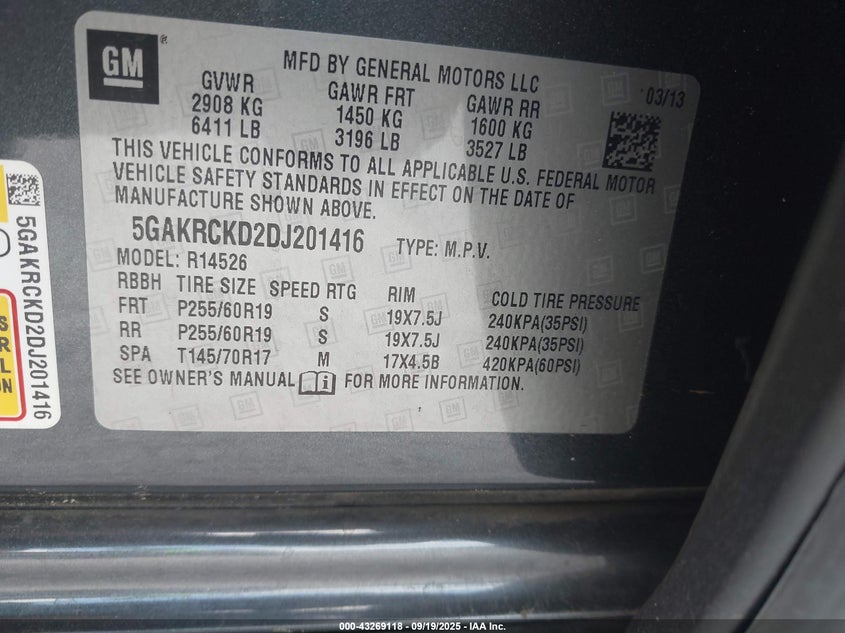 GM
MFD BY GENERAL MOTORS LLC
03/13
GVWR GAWR FRT GAWR RR
2908 KG 1450 KG 1600 KG
6411 LB 3196 LB 3527 LB
THIS VEHICLE CONFORMS TO ALL APPLICABLE U.S. FEDERAL MOTOR
VEHICLE SAFETY STANDARDS IN EFFECT ON THE DATE OF
MANUFACTURE SHOWN ABOVE.
5GAKRCKD2DJ201416 TYPE: M.P.V.
MODEL: R14526
RBBH TIRE SIZE SPEED RTG RIM COLD TIRE PRESSURE
FRT P255/60R19 S 19X7.5J 240KPA(35PSI)
RR P255/60R19 S 19X7.5J 240KPA(35PSI)
SPA T145/70R17 M 17X4.5B 420KPA(60PSI)
SEE OWNER'S MANUAL FOR MORE INFORMATION.
5GAKRCKD2DJ201416
000-43269118 - 09/19/2025 - IAA Inc.